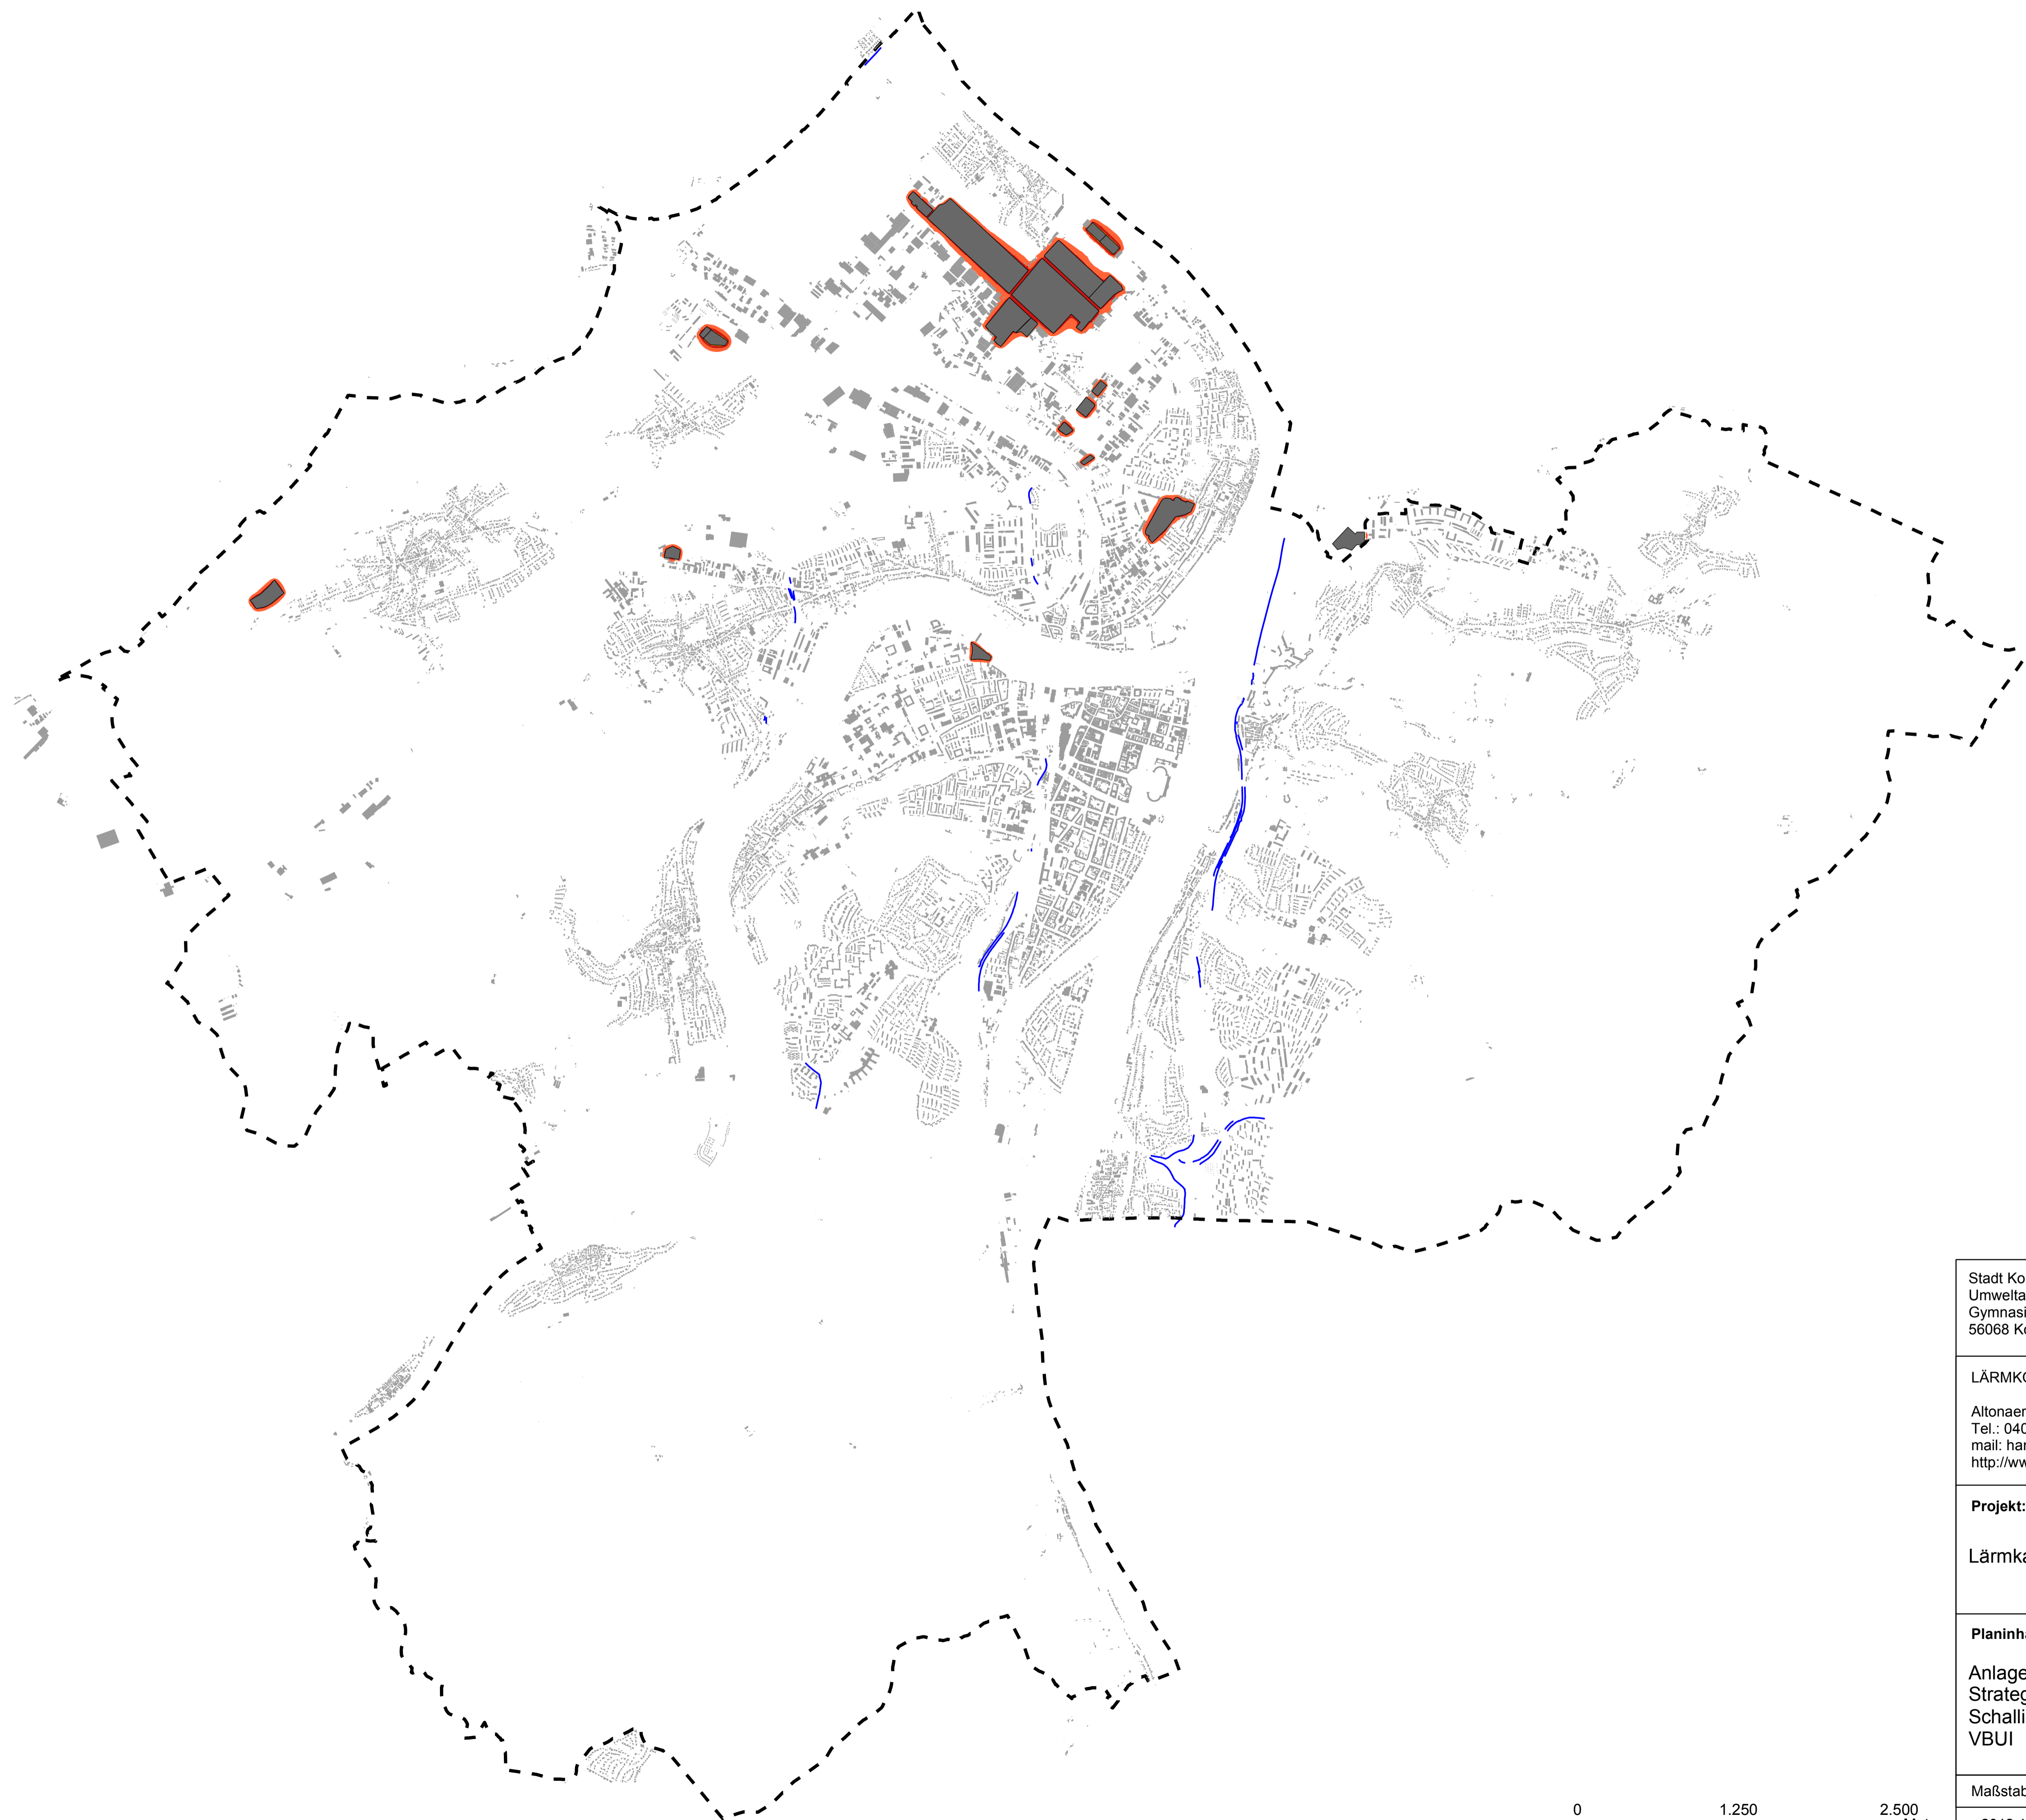 Stadt Ko
Umwelta
Gymnasi
56068 Ko
LÄRMKO
Altonaer
Tel.: 040
mail: har
http://ww
Projekt:
Lärmka
Planinha
Anlage
Strateg
Schalli
VBUI
Maßstab
0 1.250 2.500